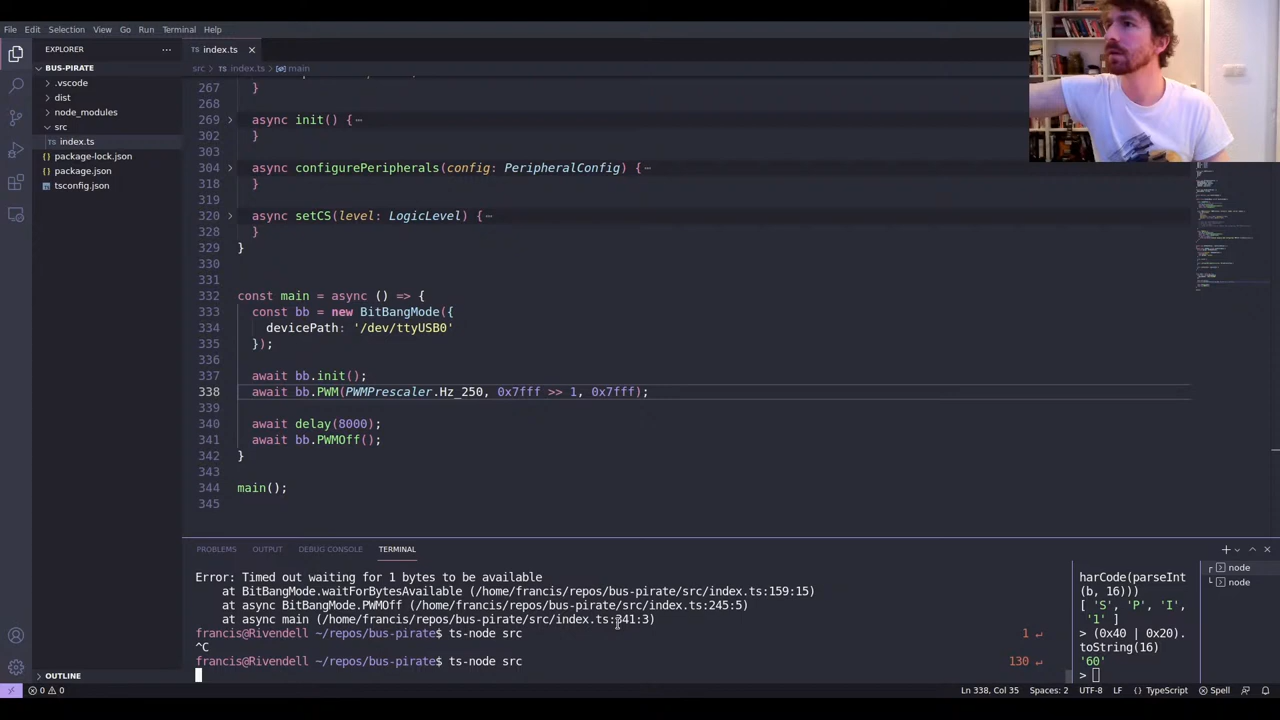 File Edit Selection View Go Run Terminal Help
EXPLORER ···
BUS-PIRATE
.vscode
dist
node_modules
src
TS index.ts
package-lock.json
package.json
tsconfig.json
OUTLINE
TS index.ts ×
src > TS index.ts > main
267 }
268
269 async init() {···
302 }
303
304 async configurePeripherals(config: PeripheralConfig) {···
318 }
319
320 async setCS(level: LogicLevel) {···
328 }
329 }
330
331
332 const main = async () => {
333 const bb = new BitBangMode({
334 devicePath: '/dev/ttyUSB0'
335 });
336
337 await bb.init();
338 await bb.PWM(PWMPrescaler.Hz_250, 0x7fff >> 1, 0x7fff);
339
340 await delay(8000);
341 await bb.PWMOff();
342 }
343
344 main();
345
PROBLEMS OUTPUT DEBUG CONSOLE TERMINAL
Error: Timed out waiting for 1 bytes to be available
at BitBangMode.waitForBytesAvailable (/home/francis/repos/bus-pirate/src/index.ts:159:15)
at async BitBangMode.PWMOff (/home/francis/repos/bus-pirate/src/index.ts:245:5)
at async main (/home/francis/repos/bus-pirate/src/index.ts:341:3)
francis@Rivendell ~/repos/bus-pirate$ ts-node src 1 ↵
^C
francis@Rivendell ~/repos/bus-pirate$ ts-node src 130 ↵
harCode(parseInt
(b, 16)))
[ 'S', 'P', 'I',
'1' ]
> (0x40 | 0x20).
toString(16)
'60'
>
node
node
0 0
Ln 338, Col 35 Spaces: 2 UTF-8 LF TypeScript Spell